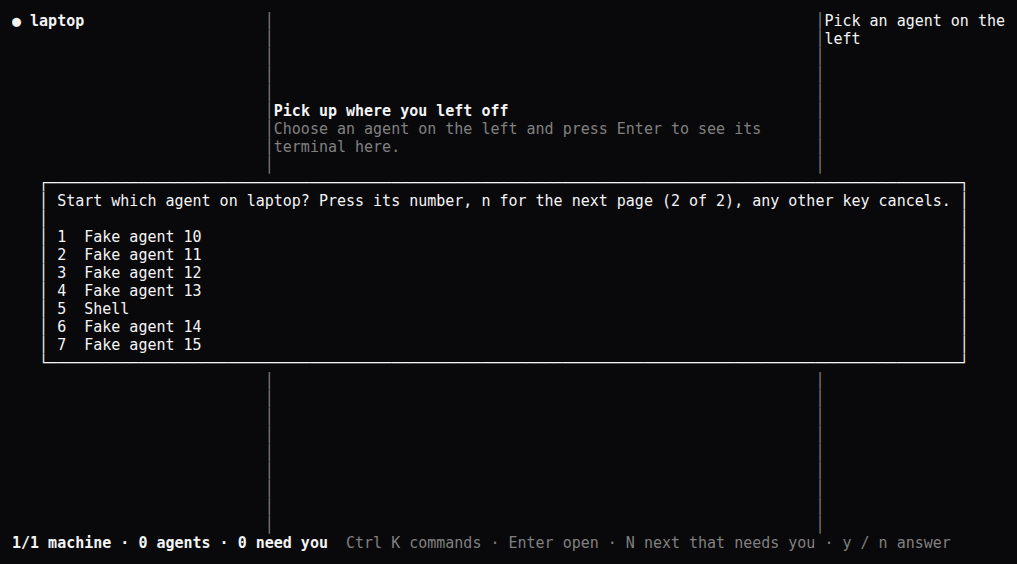 ● laptop
Pick an agent on the
left
Pick up where you left off
Choose an agent on the left and press Enter to see its
terminal here.
Start which agent on laptop? Press its number, n for the next page (2 of 2), any other key cancels.
1  Fake agent 10
2  Fake agent 11
3  Fake agent 12
4  Fake agent 13
5  Shell
6  Fake agent 14
7  Fake agent 15
1/1 machine · 0 agents · 0 need you  Ctrl K commands · Enter open · N next that needs you · y / n answer